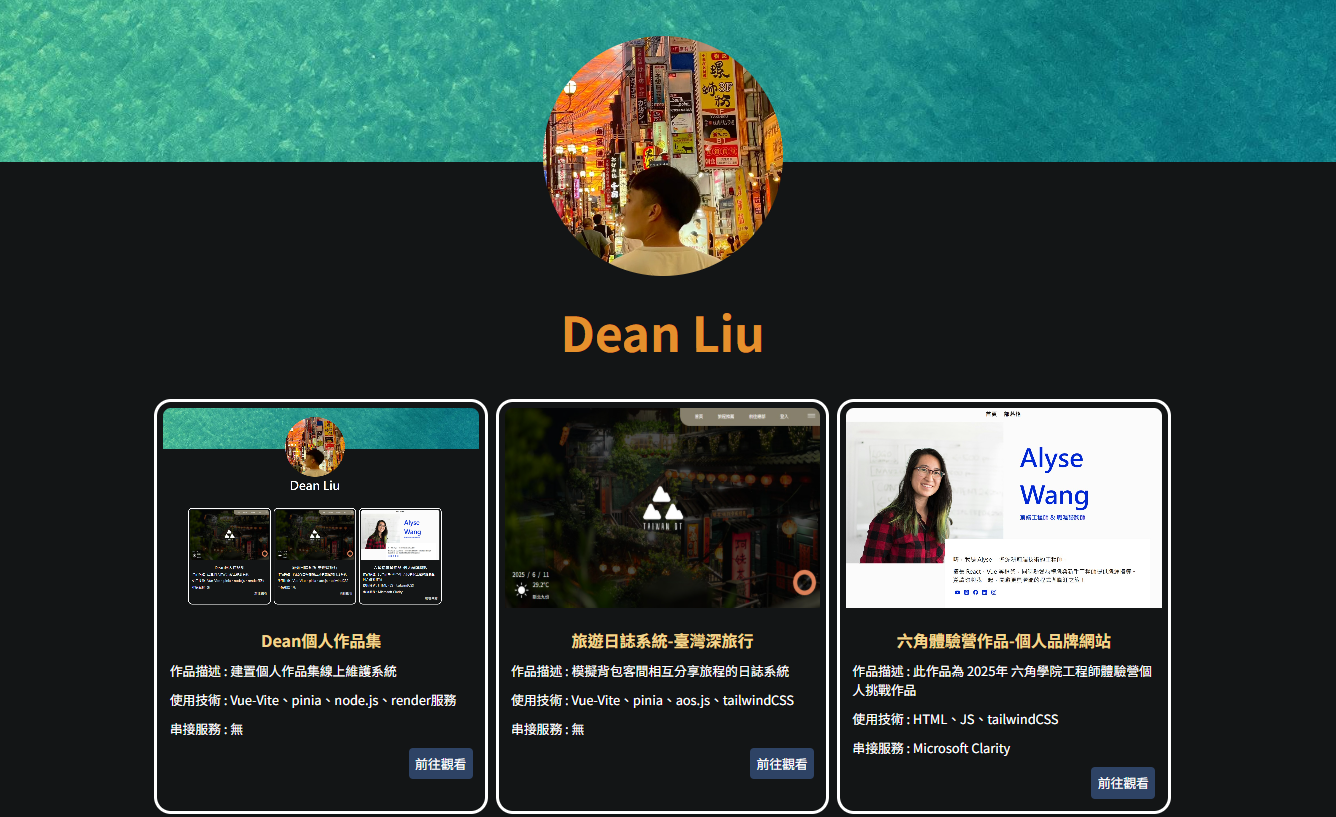 Dean Liu
Dean Liu
TAIWAN UT
2025 / 6 / 11
29.2°C
Alyse
Wang
Dean個人作品集
作品描述 : 建置個人作品集線上維護系統
使用技術 : Vue-Vite、pinia、node.js、render服務
串接服務 : 無
前往觀看
旅遊日誌系統-臺灣深旅行
作品描述 : 模擬背包客間相互分享旅程的日誌系統
使用技術 : Vue-Vite、pinia、aos.js、tailwindCSS
串接服務 : 無
前往觀看
六角體驗營作品-個人品牌網站
作品描述 : 此作品為 2025年 六角學院工程師體驗營個
人挑戰作品
使用技術 : HTML、JS、tailwindCSS
串接服務 : Microsoft Clarity
前往觀看